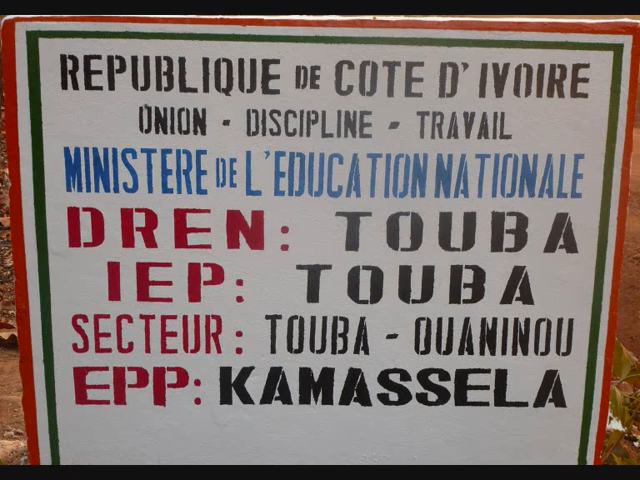 REPUBLIQUE DE COTE D'IVOIRE
UNION - DISCIPLINE - TRAVAIL
MINISTERE DE L'EDUCATION NATIONALE
DREN: TOUBA
IEP: TOUBA
SECTEUR: TOUBA - OUANINOU
EPP: KAMASSELA